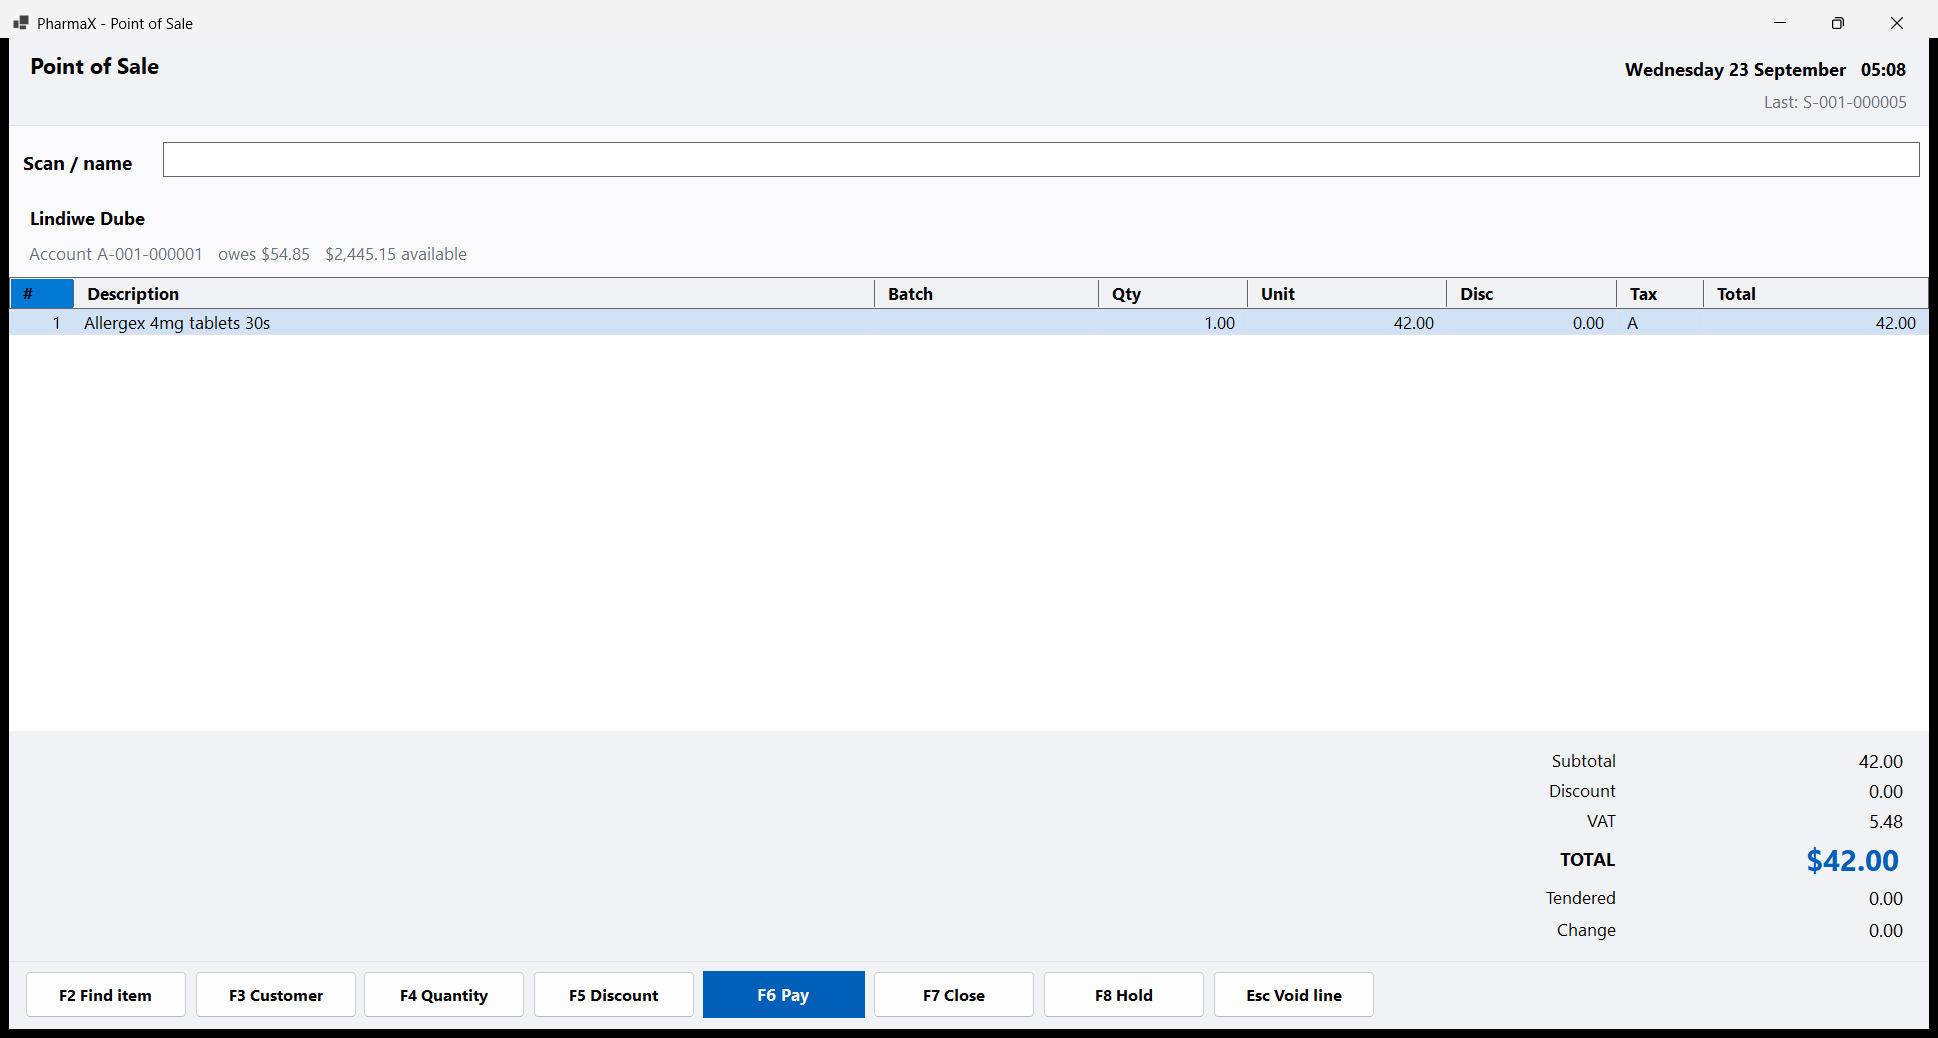 PharmaX - Point of Sale
Point of Sale
Wednesday 23 September 05:08
Last: S-001-000005
Scan / name
Lindiwe Dube
Account A-001-000001 owes $54.85 $2,445.15 available
# Description Batch Qty Unit Disc Tax Total
1 Allergex 4mg tablets 30s 1.00 42.00 0.00 A 42.00
Subtotal 42.00
Discount 0.00
VAT 5.48
TOTAL $42.00
Tendered 0.00
Change 0.00
F2 Find item F3 Customer F4 Quantity F5 Discount F6 Pay F7 Close F8 Hold Esc Void line